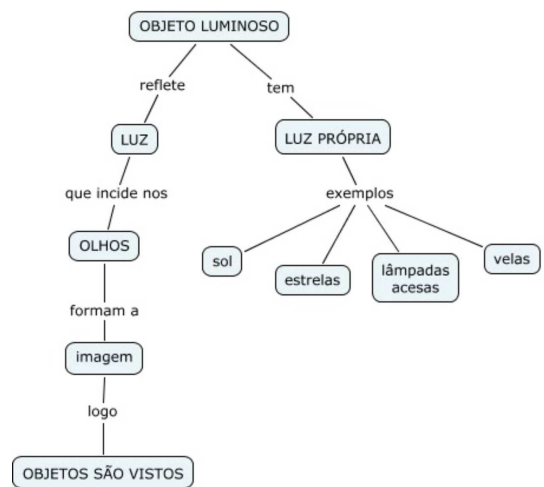 OBJETO LUMINOSO
reflete
tem
LUZ
LUZ PRÓPRIA
que incide nos
exemplos
OLHOS
sol
estrelas
lâmpadas
acesas
velas
formam a
imagem
logo
OBJETOS SÃO VISTOS